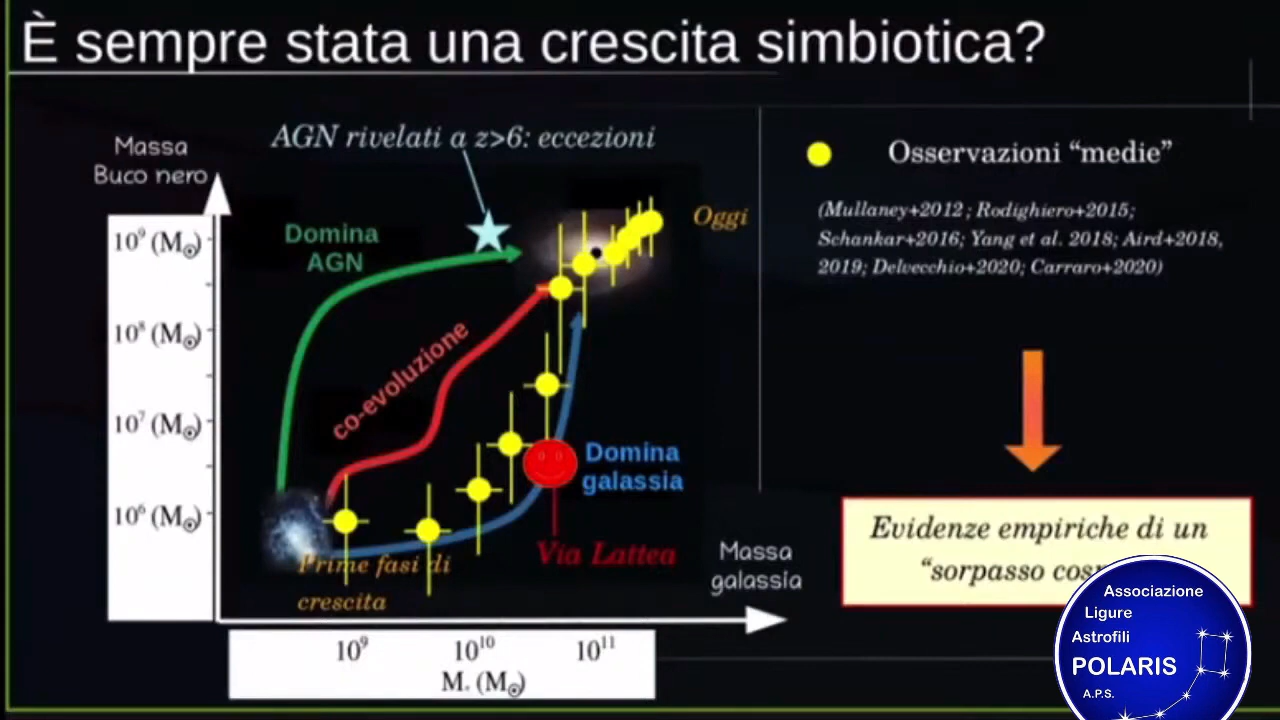 È sempre stata una crescita simbiotica?
AGN rivelati a z>6: eccezioni
Massa
Buco nero
10⁹ (M☉)
10⁸ (M☉)
10⁷ (M☉)
10⁶ (M☉)
Domina
AGN
co-evoluzione
Oggi
Domina
galassia
Via Lattea
Prime fasi di
crescita
Massa
galassia
10⁹ 10¹⁰ 10¹¹
M. (M☉)
Osservazioni “medie”
(Mullaney+2012; Rodighiero+2015;
Schankar+2016; Yang et al. 2018; Aird+2018,
2019; Delvecchio+2020; Carraro+2020)
Evidenze empiriche di un
“sorpasso
Associazione
Ligure
Astrofili
POLARIS
A.P.S.